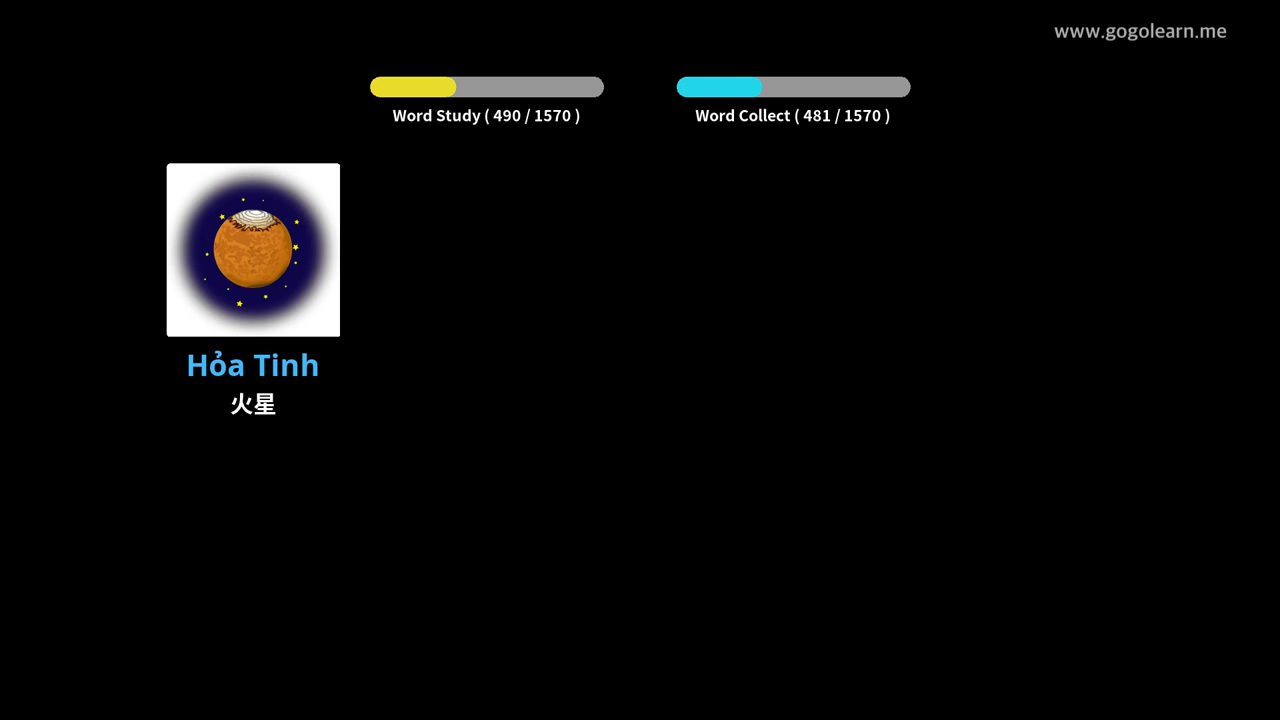 www.gogolearn.me
Word Study ( 490 / 1570 )
Word Collect ( 481 / 1570 )
Hỏa Tinh
火星